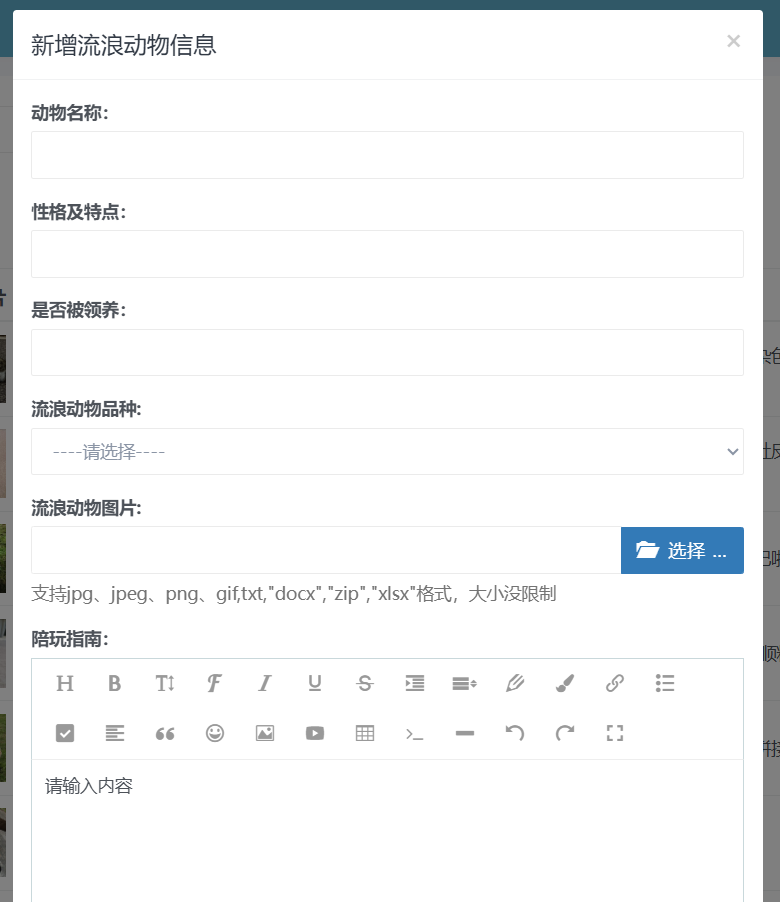 新增流浪动物信息 ×
动物名称:
性格及特点:
是否被领养:
流浪动物品种:
----请选择----
流浪动物图片:
选择 ...
支持jpg、jpeg、png、gif,txt,"docx","zip","xlsx"格式，大小没限制
陪玩指南:
请输入内容